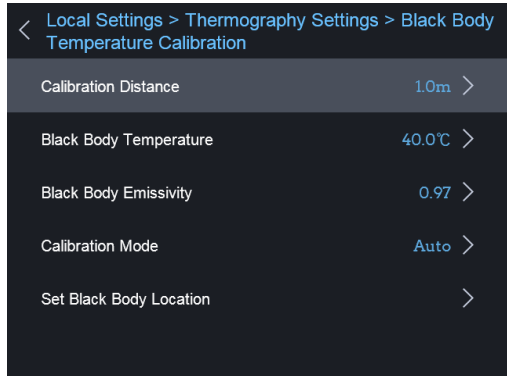 Local Settings > Thermography Settings > Black Body
Temperature Calibration
Calibration Distance 1.0m
Black Body Temperature 40.0℃
Black Body Emissivity 0.97
Calibration Mode Auto
Set Black Body Location